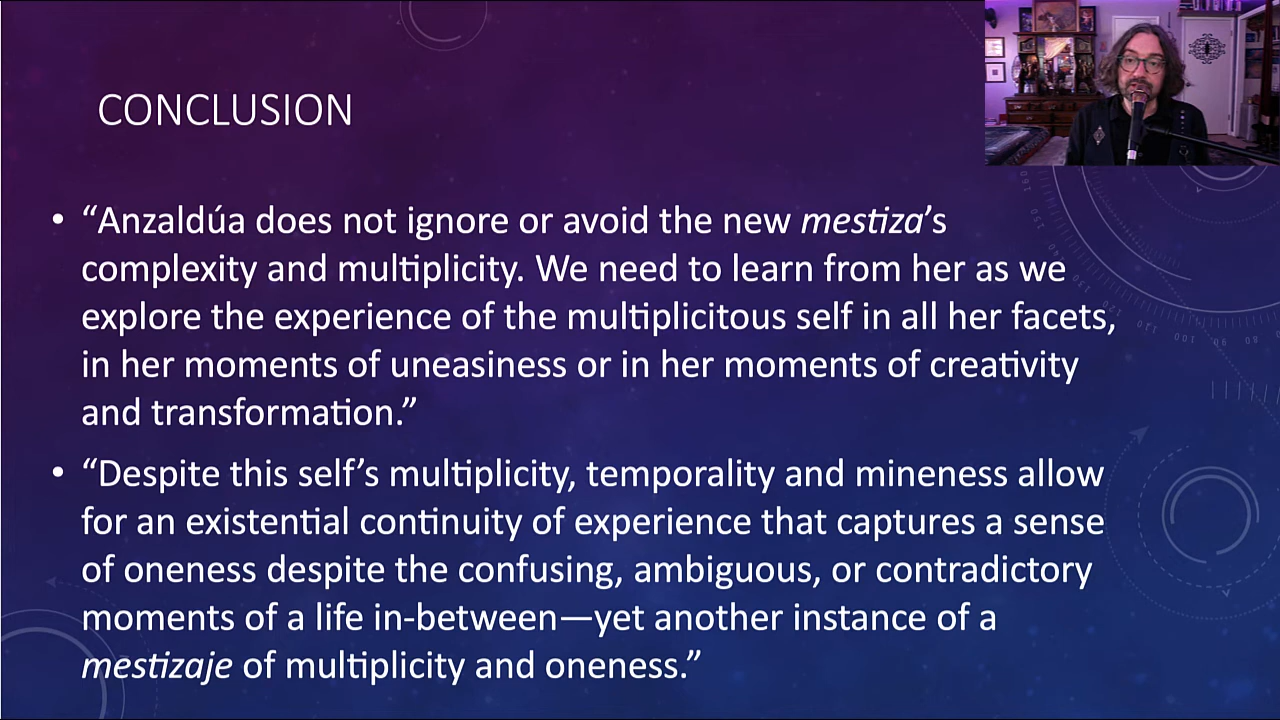 CONCLUSION
• “Anzaldúa does not ignore or avoid the new mestiza’s
complexity and multiplicity. We need to learn from her as we
explore the experience of the multiplicitous self in all her facets,
in her moments of uneasiness or in her moments of creativity
and transformation.”
• “Despite this self’s multiplicity, temporality and mineness allow
for an existential continuity of experience that captures a sense
of oneness despite the confusing, ambiguous, or contradictory
moments of a life in-between—yet another instance of a
mestizaje of multiplicity and oneness.”